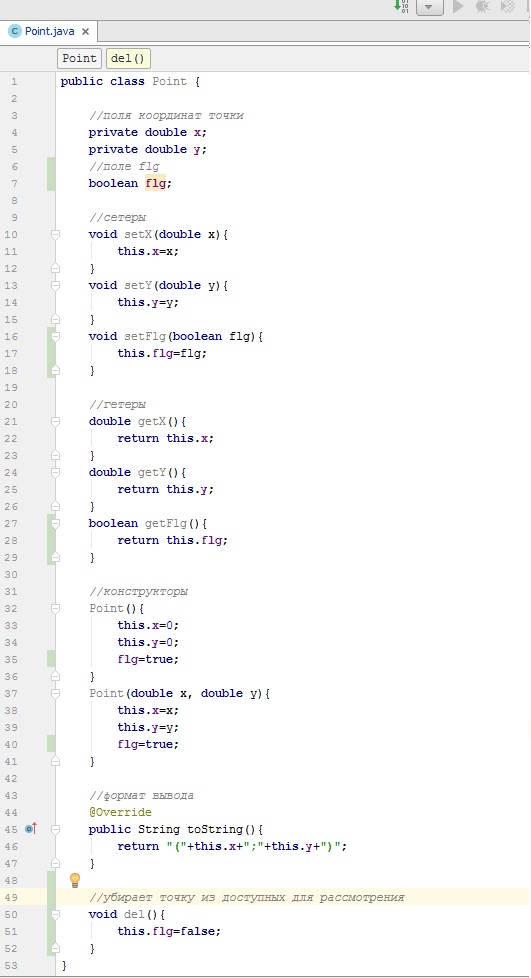 Point.java
Point del()
1 public class Point {
2
3 //поля координат точки
4 private double x;
5 private double y;
6 //поле flg
7 boolean flg;
8
9 //сетеры
10 void setX(double x){
11 this.x=x;
12 }
13 void setY(double y){
14 this.y=y;
15 }
16 void setFlg(boolean flg){
17 this.flg=flg;
18 }
19
20 //гетеры
21 double getX(){
22 return this.x;
23 }
24 double getY(){
25 return this.y;
26 }
27 boolean getFlg(){
28 return this.flg;
29 }
30
31 //конструкторы
32 Point(){
33 this.x=0;
34 this.y=0;
35 flg=true;
36 }
37 Point(double x, double y){
38 this.x=x;
39 this.y=y;
40 flg=true;
41 }
42
43 //формат вывода
44 @Override
45 public String toString(){
46 return "("+this.x+";"+this.y+")";
47 }
48
49 //убирает точку из доступных для рассмотрения
50 void del(){
51 this.flg=false;
52 }
53 }